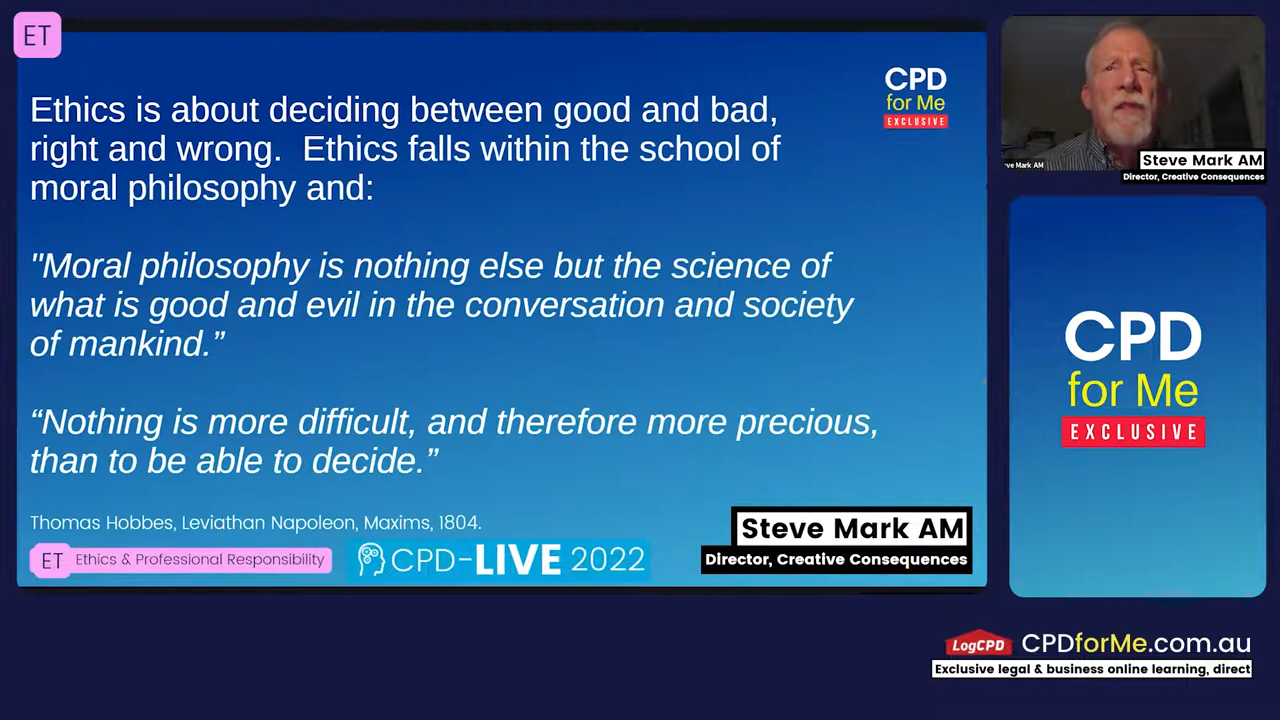 ET
Ethics is about deciding between good and bad,
right and wrong.  Ethics falls within the school of
moral philosophy and:
"Moral philosophy is nothing else but the science of
what is good and evil in the conversation and society
of mankind.”
“Nothing is more difficult, and therefore more precious,
than to be able to decide.”
Thomas Hobbes, Leviathan Napoleon, Maxims, 1804.
ET Ethics & Professional Responsibility
CPD-LIVE 2022
Steve Mark AM
Director, Creative Consequences
CPD
for Me
EXCLUSIVE
ve Mark AM
Steve Mark AM
Director, Creative Consequences
CPD
for Me
EXCLUSIVE
LogCPD CPDforMe.com.au
Exclusive legal & business online learning, direct